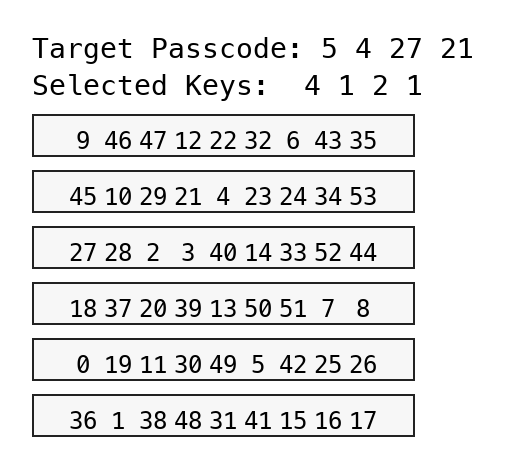 Target Passcode: 5 4 27 21
Selected Keys: 4 1 2 1
9 46 47 12 22 32 6 43 35
45 10 29 21 4 23 24 34 53
27 28 2 3 40 14 33 52 44
18 37 20 39 13 50 51 7 8
0 19 11 30 49 5 42 25 26
36 1 38 48 31 41 15 16 17